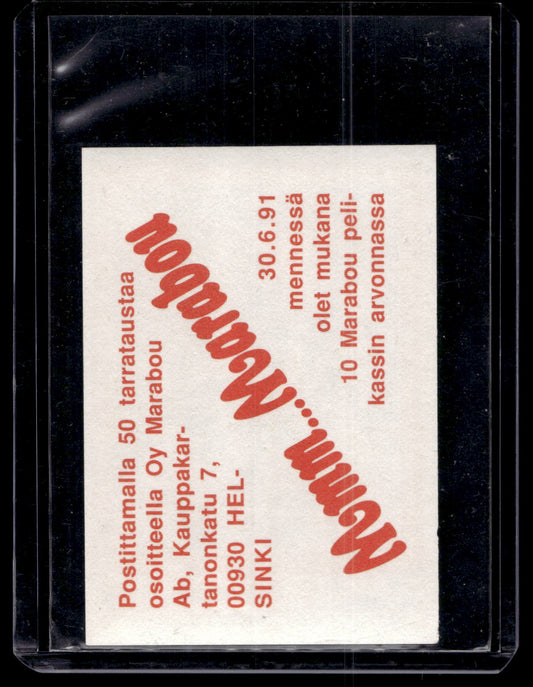 Postittamalla 50 tarrataustaa
osoitteella Oy Marabou
Ab, Kauppakar-
tanonkatu 7,
00930 HEL-
SINKI
Mmm...Marabou
30.6.91
mennessä
olet mukana
10 Marabou peli-
kassin arvonnassa